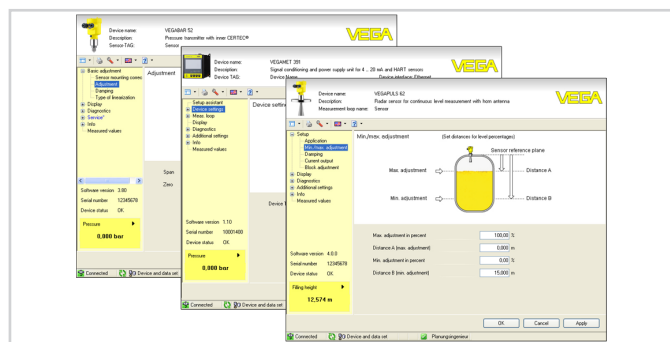 Device name: VEGABAR 52
Description: Pressure transmitter with inner CERTEC®
Sensor-TAG: Sensor
VEGA
Basic adjustment
Sensor mounting correc
Adjustment
Damping
Type of linearization
Display
Diagnostics
Service*
Info
Measured values
Adjustment
Span
Zero
Software version 3.80
Serial number 12345678
Device status OK
Pressure
0,000 bar
Connected
Device and data set
Device name: VEGAMET 391
Description: Signal conditioning and power supply unit for 4 ... 20 mA and HART sensors
Device TAG: Device Name
Device interface: Ethernet
VEGA
Setup assistant
Device settings
Meas. loop
Display
Diagnostics
Additional settings
Info
Measured values
Device settin
Device T
Software version 1.10
Serial number 10001400
Device status OK
Pressure
0,000 bar
Connected
Device and data set
Device name: VEGAPULS 62
Description: Radar sensor for continuous level measurement with horn antenna
Measurement loop name: Sensor
VEGA
Setup
Application
Min./max. adjustment
Damping
Current output
Block adjustment
Display
Diagnostics
Additional settings
Info
Measured values
Min./max. adjustment (Set distances for level percentages)
Sensor reference plane
Max. adjustment
Distance A
Min. adjustment
Distance B
Max. adjustment in percent 100,00 %
Distance A (max. adjustment) 0,000 m
Min. adjustment in percent 0,00 %
Distance B (min. adjustment) 15,000 m
Software version 4.0.0
Serial number 12345678
Device status OK
Filling height
12,574 m
OK Cancel Apply
Connected
Device and data set
Planungsingenieur